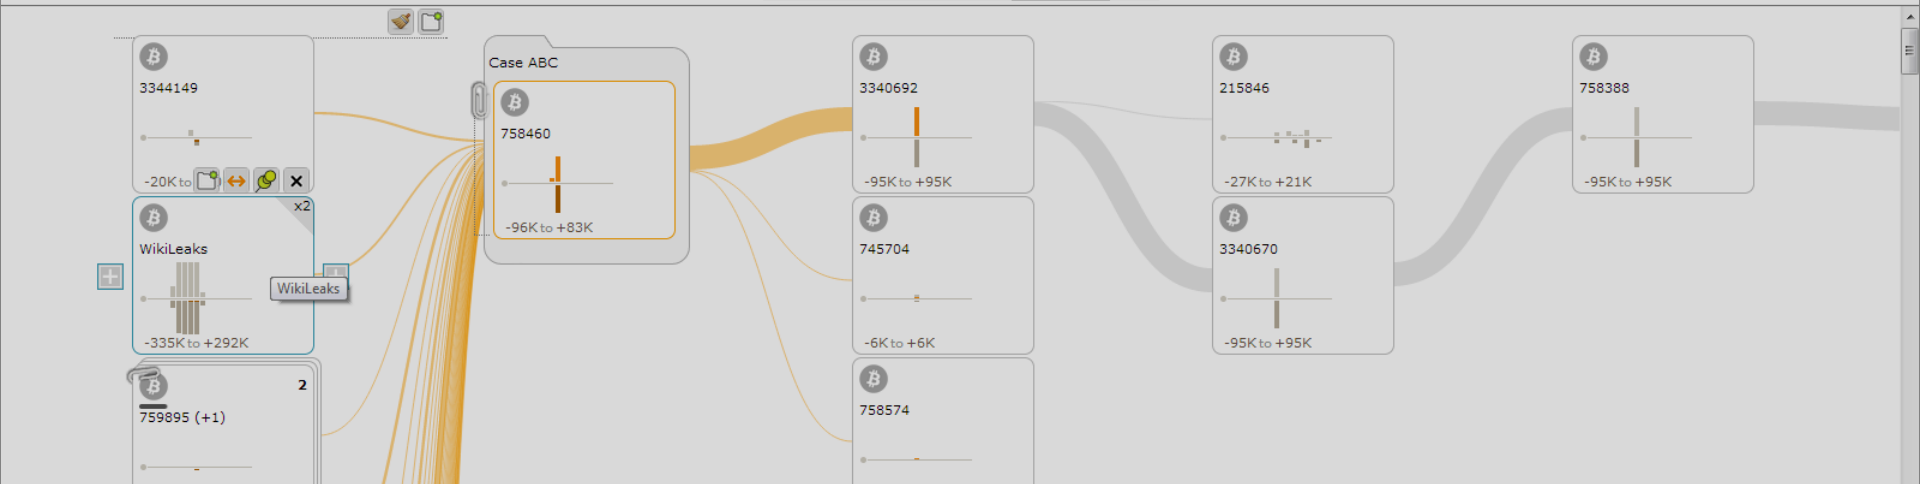 3344149
-20K to
x2
WikiLeaks
WikiLeaks
-335K to +292K
2
759895 (+1)
Case ABC
758460
-96K to +83K
3340692
-95K to +95K
745704
-6K to +6K
758574
215846
-27K to +21K
3340670
-95K to +95K
758388
-95K to +95K